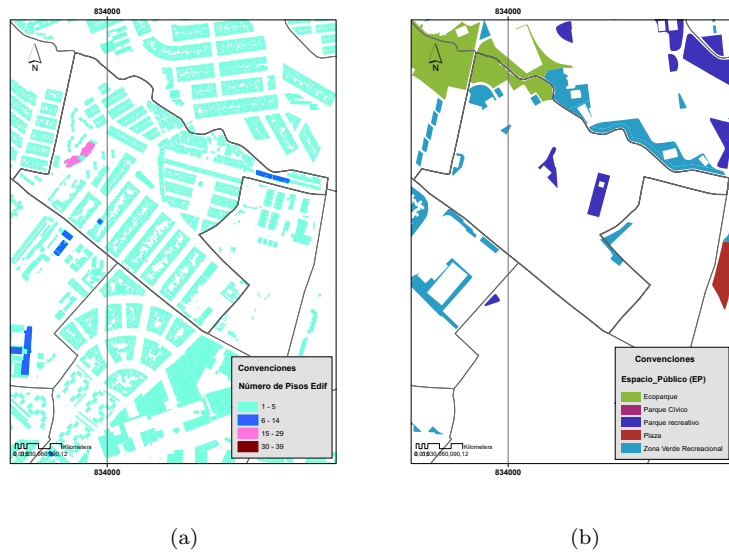 834000
N
Convenciones
Número de Pisos Edif
1 - 5
6 - 14
15 - 29
30 - 39
Kilometers
834000
(a)
834000
N
Convenciones
Espacio_Público (EP)
Ecoparque
Parque Cívico
Parque recreativo
Plaza
Zona Verde Recreacional
Kilometers
834000
(b)